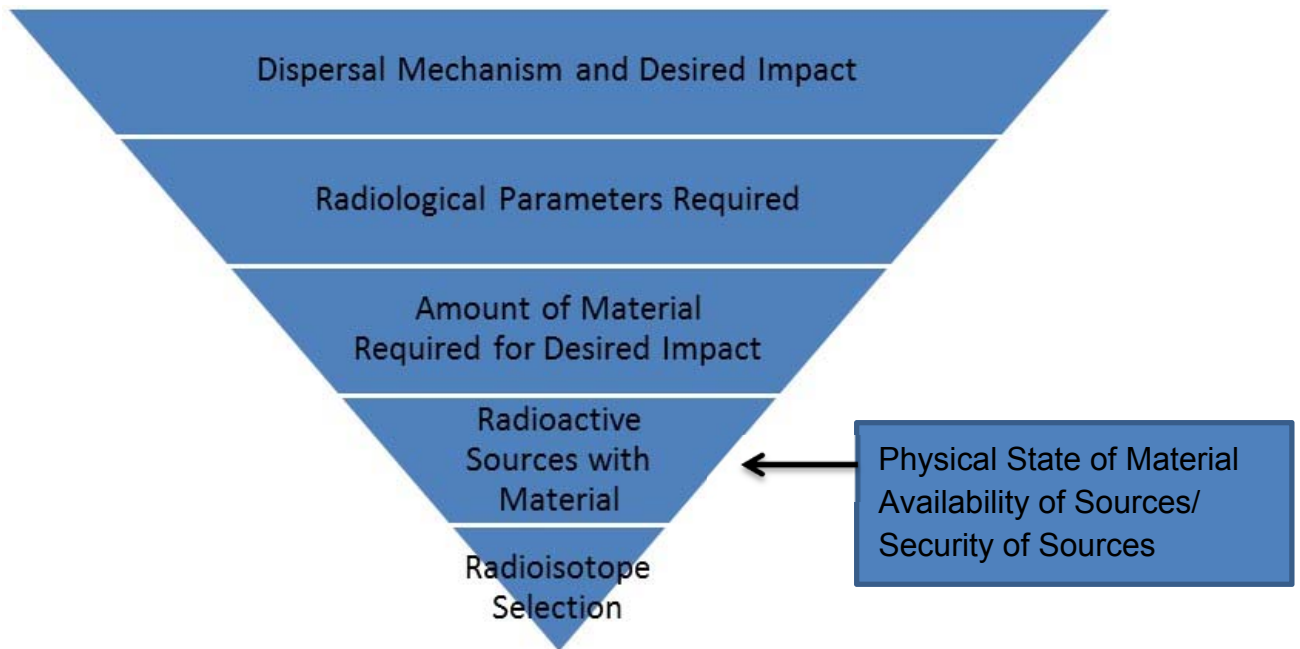 Dispersal Mechanism and Desired Impact
Radiological Parameters Required
Amount of Material
Required for Desired Impact
Radioactive
Sources with
Material
Physical State of Material
Availability of Sources/
Security of Sources
Radioisotope
Selection